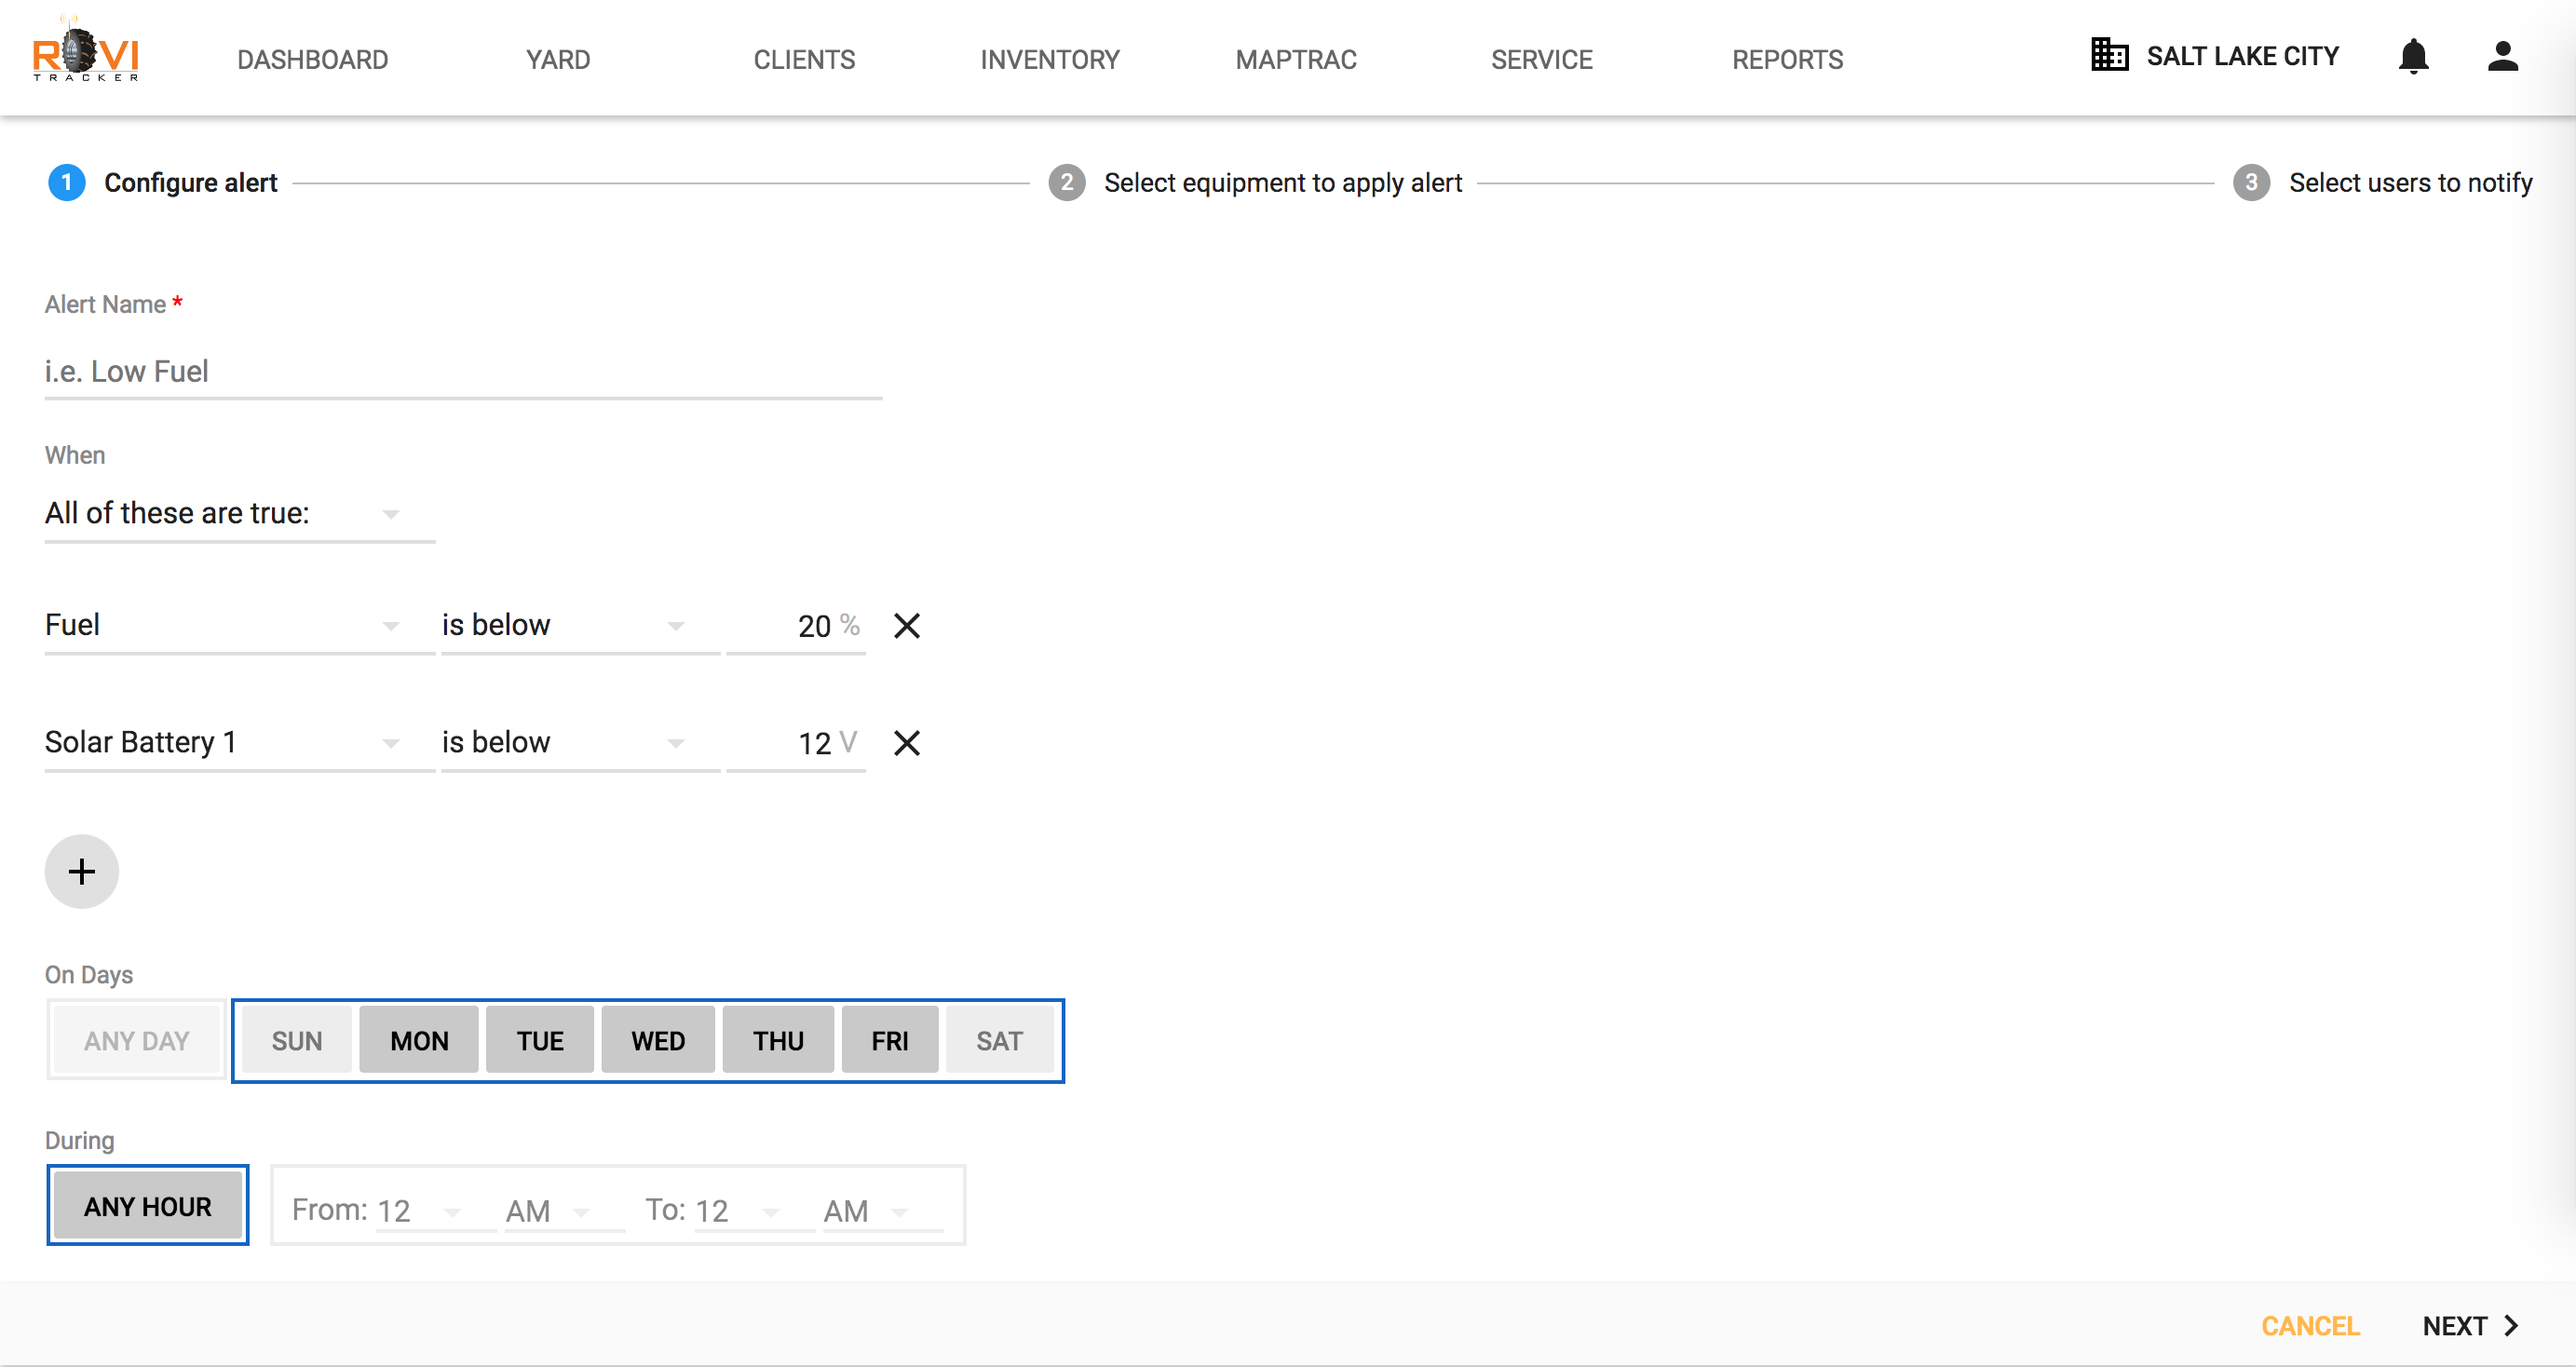 ROVI
TRACKER
DASHBOARD
YARD
CLIENTS
INVENTORY
MAPTRAC
SERVICE
REPORTS
SALT LAKE CITY
1 Configure alert
2 Select equipment to apply alert
3 Select users to notify
Alert Name *
i.e. Low Fuel
When
All of these are true:
Fuel is below 20 %
Solar Battery 1 is below 12 V
On Days
ANY DAY SUN MON TUE WED THU FRI SAT
During
ANY HOUR From: 12 AM To: 12 AM
CANCEL NEXT